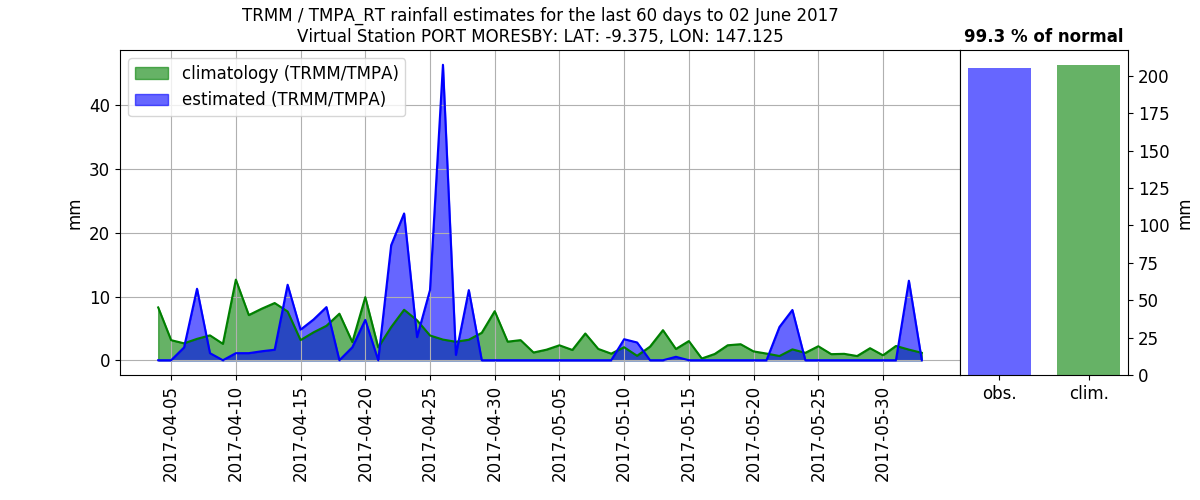 TRMM / TMPA_RT rainfall estimates for the last 60 days to 02 June 2017
Virtual Station PORT MORESBY: LAT: -9.375, LON: 147.125
99.3 % of normal
climatology (TRMM/TMPA)
estimated (TRMM/TMPA)
mm
40
30
20
10
0
2017-04-05
2017-04-10
2017-04-15
2017-04-20
2017-04-25
2017-04-30
2017-05-05
2017-05-10
2017-05-15
2017-05-20
2017-05-25
2017-05-30
200
175
150
125
100
75
50
25
0
mm
obs.
clim.